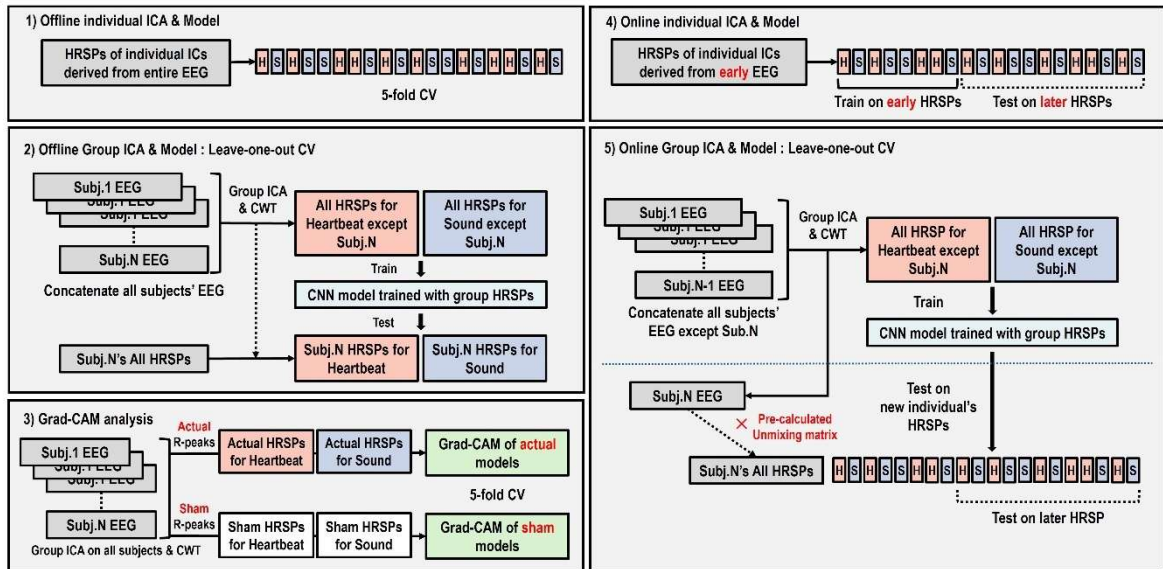 1) Offline individual ICA & Model
HRSPs of individual ICs
derived from entire EEG
5-fold CV
2) Offline Group ICA & Model : Leave-one-out CV
Subj.1 EEG
Subj.N EEG
Concatenate all subjects' EEG
Group ICA
& CWT
All HRSPs for
Heartbeat except
Subj.N
All HRSPs for
Sound except
Subj.N
Train
CNN model trained with group HRSPs
Test
Subj.N's All HRSPs
Subj.N HRSPs for
Heartbeat
Subj.N HRSPs for
Sound
3) Grad-CAM analysis
Subj.1 EEG
Subj.N EEG
Group ICA on all subjects & CWT
Actual
R-peaks
Actual HRSPs
for Heartbeat
Actual HRSPs
for Sound
Grad-CAM of actual
models
5-fold CV
Sham
R-peaks
Sham HRSPs
for Heartbeat
Sham HRSPs
for Sound
Grad-CAM of sham
models
4) Online individual ICA & Model
HRSPs of individual ICs
derived from early EEG
Train on early HRSPs
Test on later HRSPs
5) Online Group ICA & Model : Leave-one-out CV
Subj.1 EEG
Subj.N-1 EEG
Concatenate all subjects'
EEG except Sub.N
Group ICA
& CWT
All HRSP for
Heartbeat except
Subj.N
All HRSP for
Sound except
Subj.N
Train
CNN model trained with group HRSPs
Subj.N EEG
Pre-calculated
Unmixing matrix
Test on
new individual's
HRSPs
Subj.N's All HRSPs
Test on later HRSP